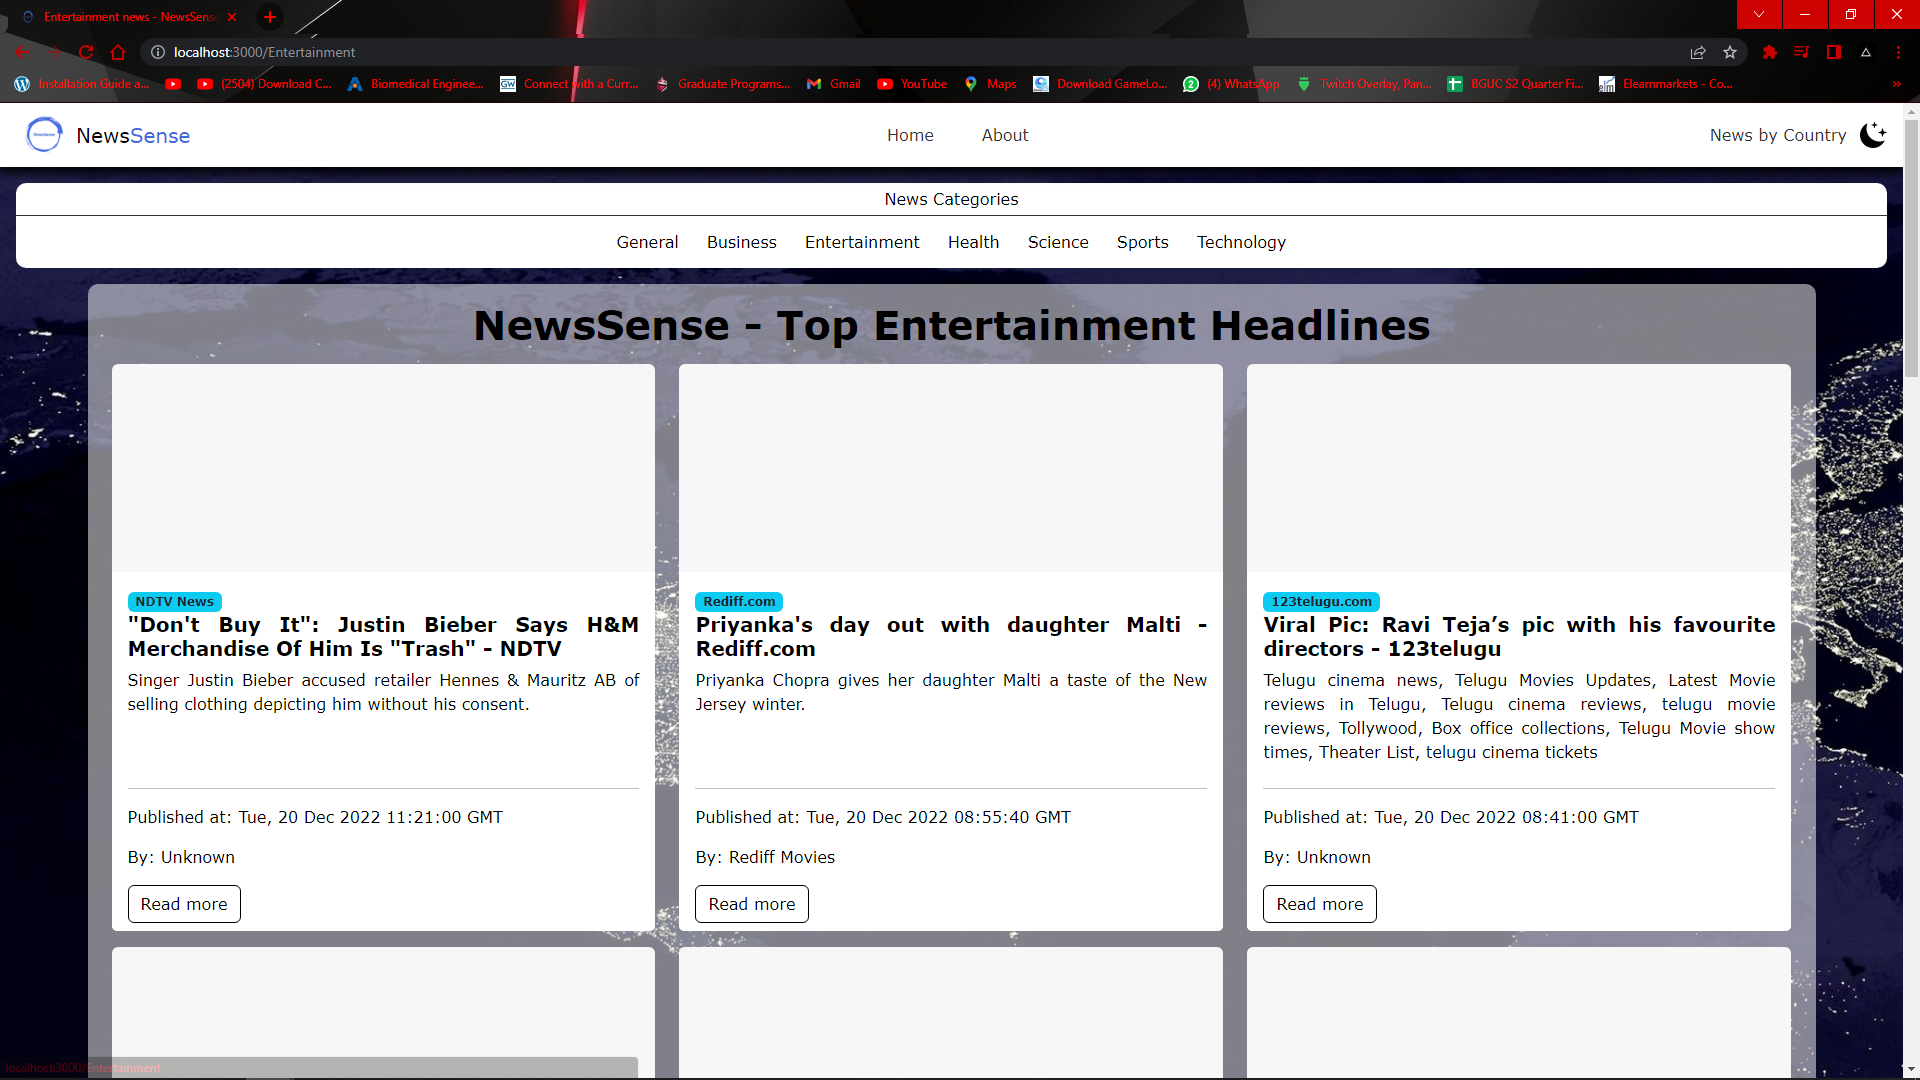 Entertainment news - NewsSense
localhost:3000/Entertainment
Installation Guide a...
(2504) Download C...
Biomedical Enginee...
GW Connect with a Curr...
Graduate Programs...
Gmail
YouTube
Maps
Download GameLo...
(4) WhatsApp
Twitch Overlay, Pan...
BGUC S2 Quarter Fi...
Elearnmarkets - Co...
NewsSense
Home
About
News by Country
News Categories
General
Business
Entertainment
Health
Science
Sports
Technology
NewsSense - Top Entertainment Headlines
NDTV News
"Don't Buy It": Justin Bieber Says H&M
Merchandise Of Him Is "Trash" - NDTV
Singer Justin Bieber accused retailer Hennes & Mauritz AB of
selling clothing depicting him without his consent.
Published at: Tue, 20 Dec 2022 11:21:00 GMT
By: Unknown
Read more
Rediff.com
Priyanka's day out with daughter Malti -
Rediff.com
Priyanka Chopra gives her daughter Malti a taste of the New
Jersey winter.
Published at: Tue, 20 Dec 2022 08:55:40 GMT
By: Rediff Movies
Read more
123telugu.com
Viral Pic: Ravi Teja’s pic with his favourite
directors - 123telugu
Telugu cinema news, Telugu Movies Updates, Latest Movie
reviews in Telugu, Telugu cinema reviews, telugu movie
reviews, Tollywood, Box office collections, Telugu Movie show
times, Theater List, telugu cinema tickets
Published at: Tue, 20 Dec 2022 08:41:00 GMT
By: Unknown
Read more
localhost:3000/Entertainment